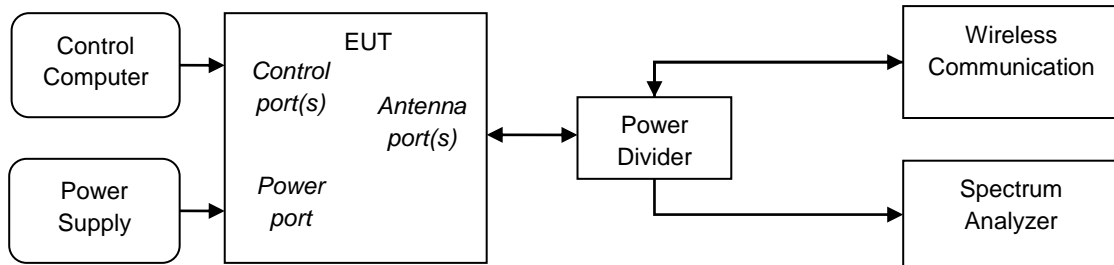 Control
Computer
EUT
Control
port(s)
Antenna
port(s)
Power
port
Power
Supply
Power
Divider
Wireless
Communication
Spectrum
Analyzer